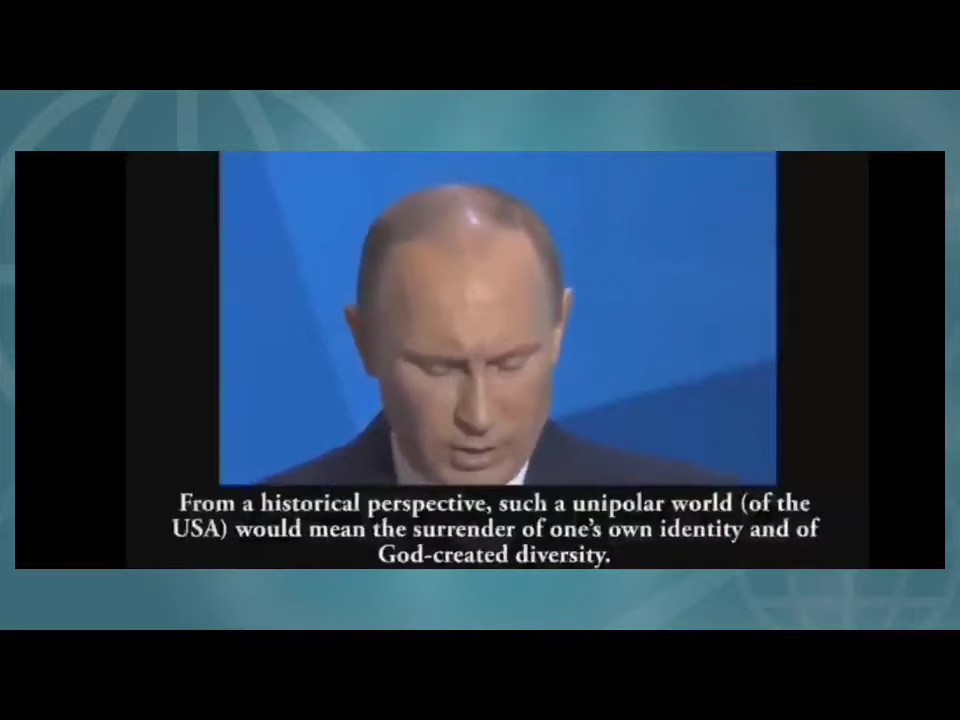 From a historical perspective, such a unipolar world (of the
USA) would mean the surrender of one's own identity and of
God-created diversity.